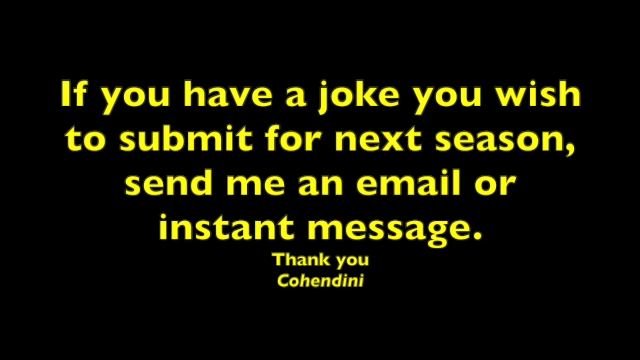 If you have a joke you wish
to submit for next season,
send me an email or
instant message.
Thank you
Cohendini